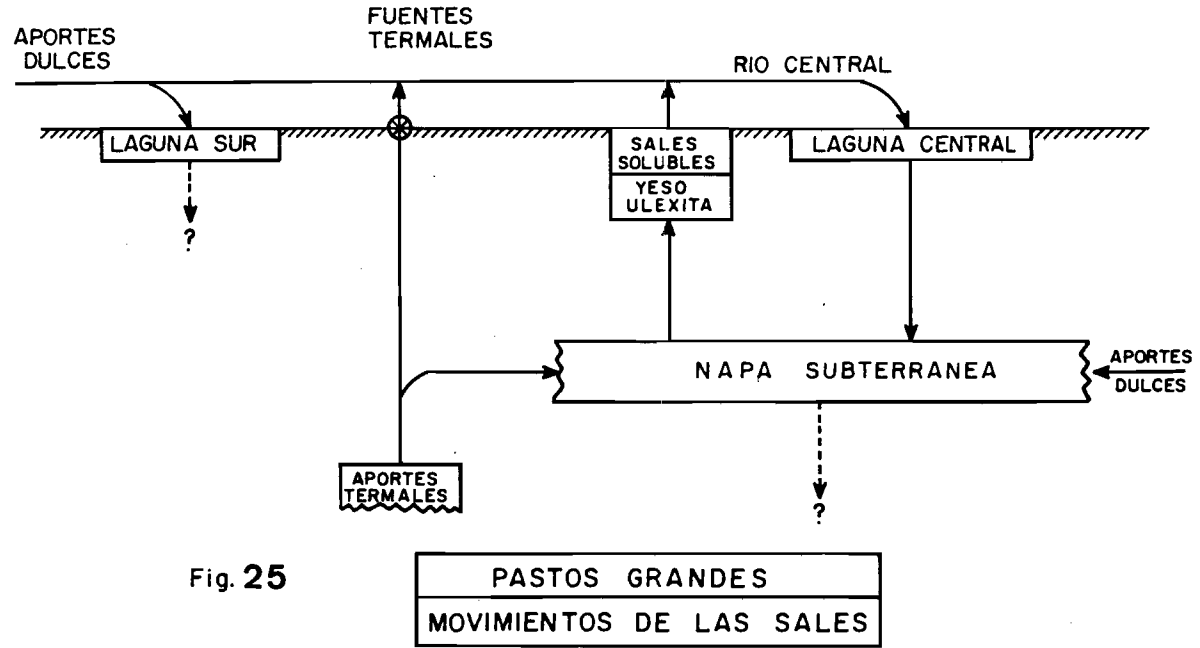 FUENTES
TERMALES
APORTES
DULCES
RIO CENTRAL
LAGUNA SUR
SALES
SOLUBLES
YESO
ULEXITA
LAGUNA CENTRAL
?
NAPA SUBTERRANEA
APORTES
DULCES
APORTES
TERMALES
?
Fig. 25
PASTOS GRANDES
MOVIMIENTOS DE LAS SALES